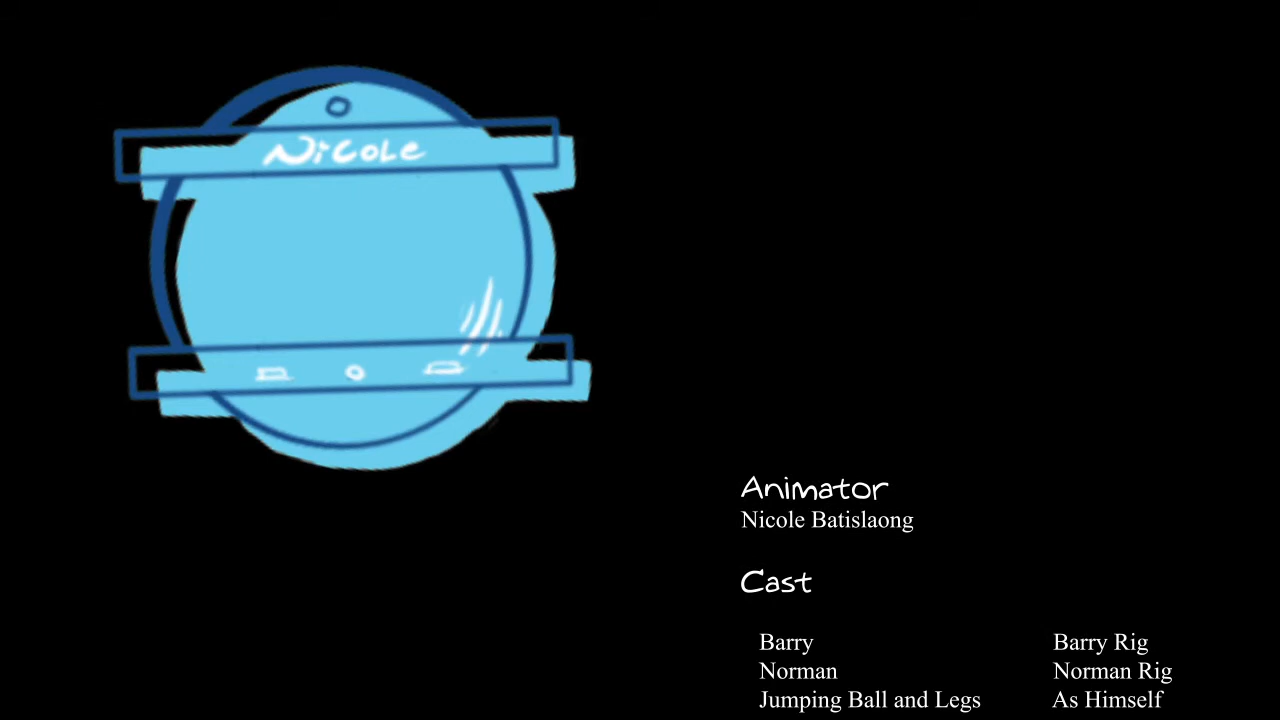 Nicole
Animator
Nicole Batislaong
Cast
Barry Barry Rig
Norman Norman Rig
Jumping Ball and Legs As Himself